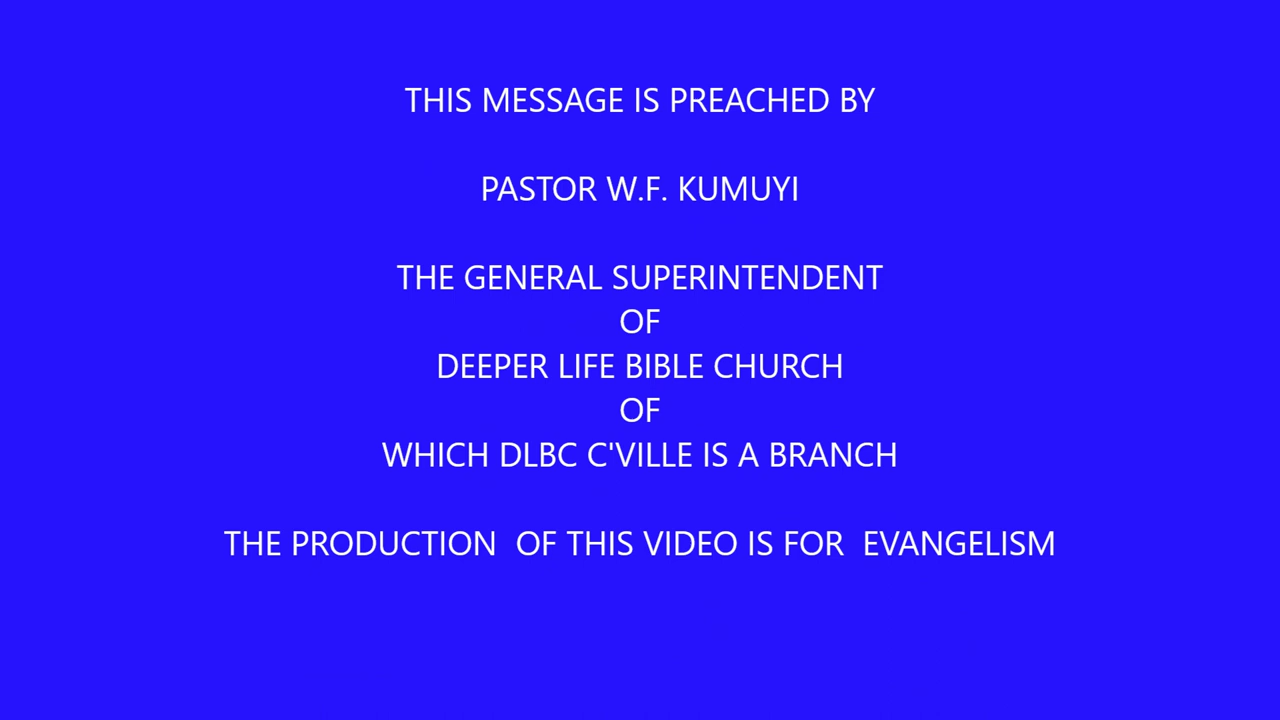 THIS MESSAGE IS PREACHED BY
PASTOR W.F. KUMUYI
THE GENERAL SUPERINTENDENT
OF
DEEPER LIFE BIBLE CHURCH
OF
WHICH DLBC C'VILLE IS A BRANCH
THE PRODUCTION  OF THIS VIDEO IS FOR  EVANGELISM